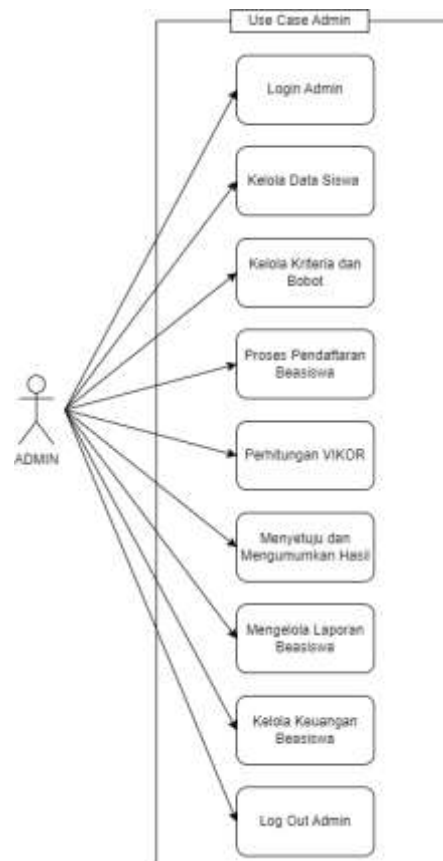 Use Case Admin
Login Admin
Kelola Data Siswa
Kelola Kriteria dan
Bobot
Proses Pendaftaran
Beasiswa
ADMIN
Perhitungan VIKOR
Menyetuju dan
Mengumumkan Hasil
Mengelola Laporan
Beasiswa
Kelola Keuangan
Beasiswa
Log Out Admin